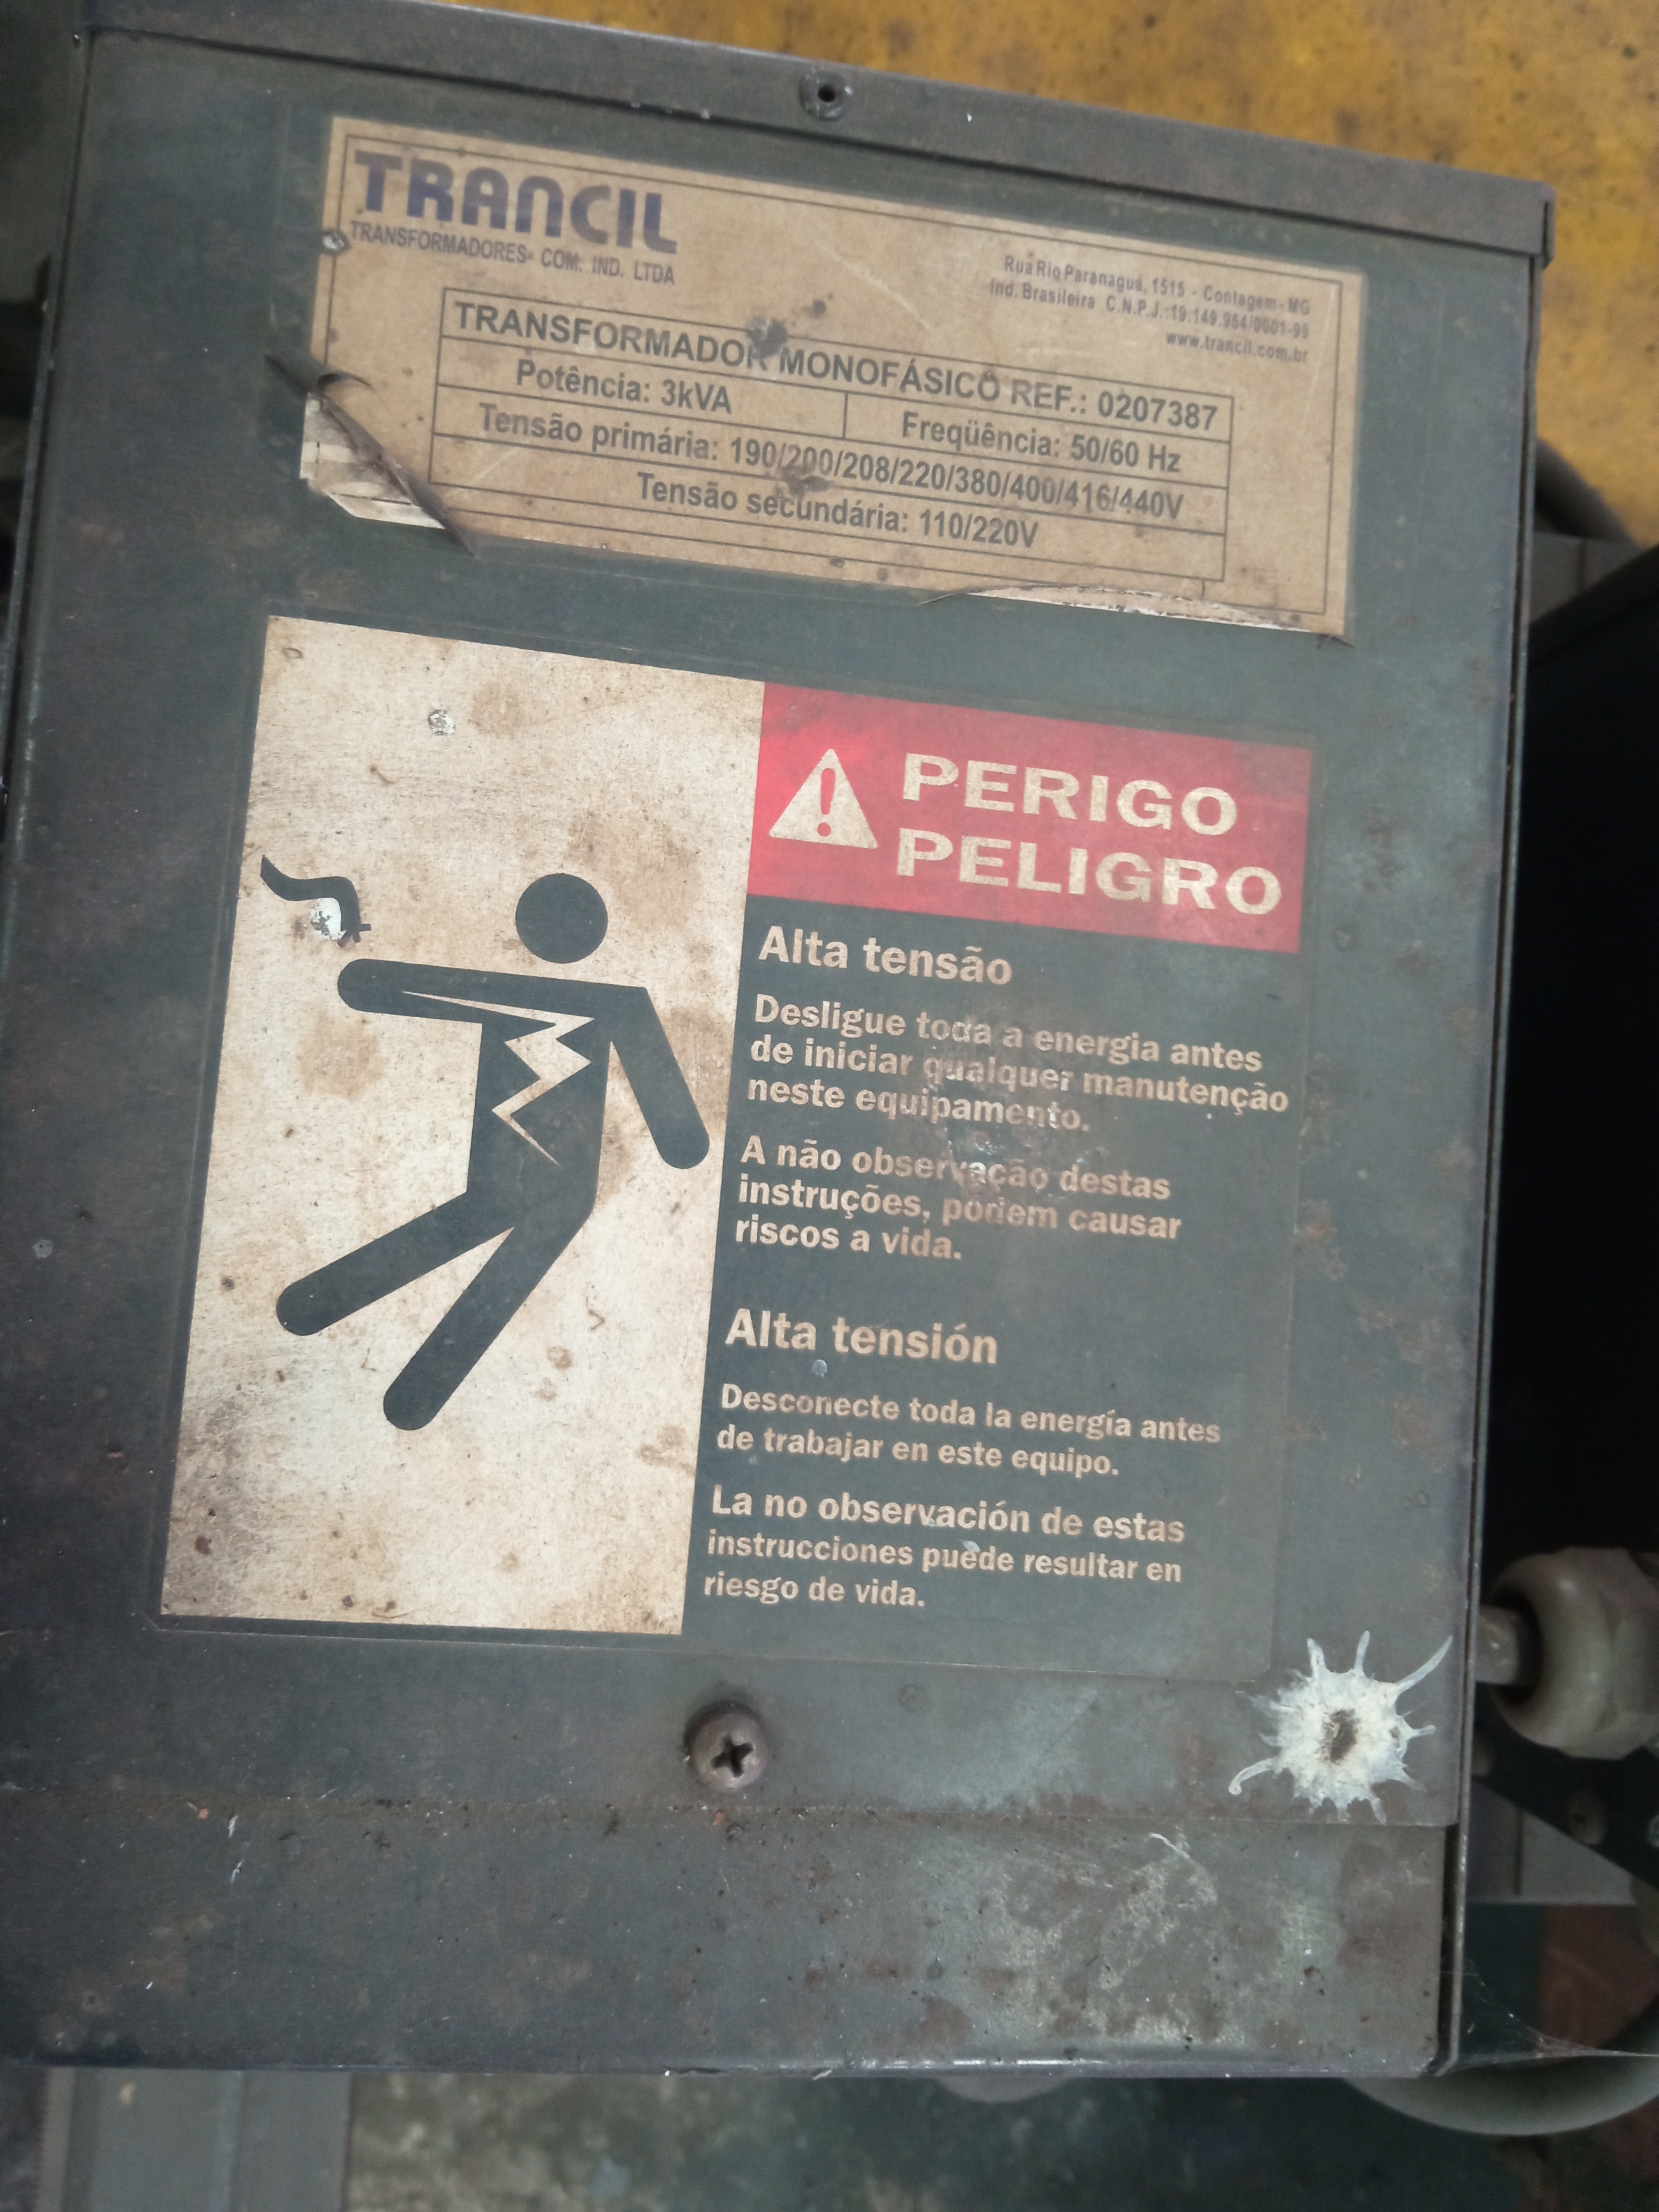 TRANCIL
TRANSFORMADORES COM. IND. LTDA
Rua Rio Paranaguá, 1515 - Contagem - MG
Ind. Brasileira C.N.P.J.:19.149.954/0001-99
www.trancil.com.br
TRANSFORMADOR MONOFÁSICO REF.: 0207387
Potência: 3kVA
Freqüência: 50/60 Hz
Tensão primária: 190/200/208/220/380/400/416/440V
Tensão secundária: 110/220V
PERIGO
PELIGRO
Alta tensão
Desligue toda a energia antes
de iniciar qualquer manutenção
neste equipamento.
A não observação destas
instruções, podem causar
riscos a vida.
Alta tensión
Desconecte toda la energía antes
de trabajar en este equipo.
La no observación de estas
instrucciones puede resultar en
riesgo de vida.